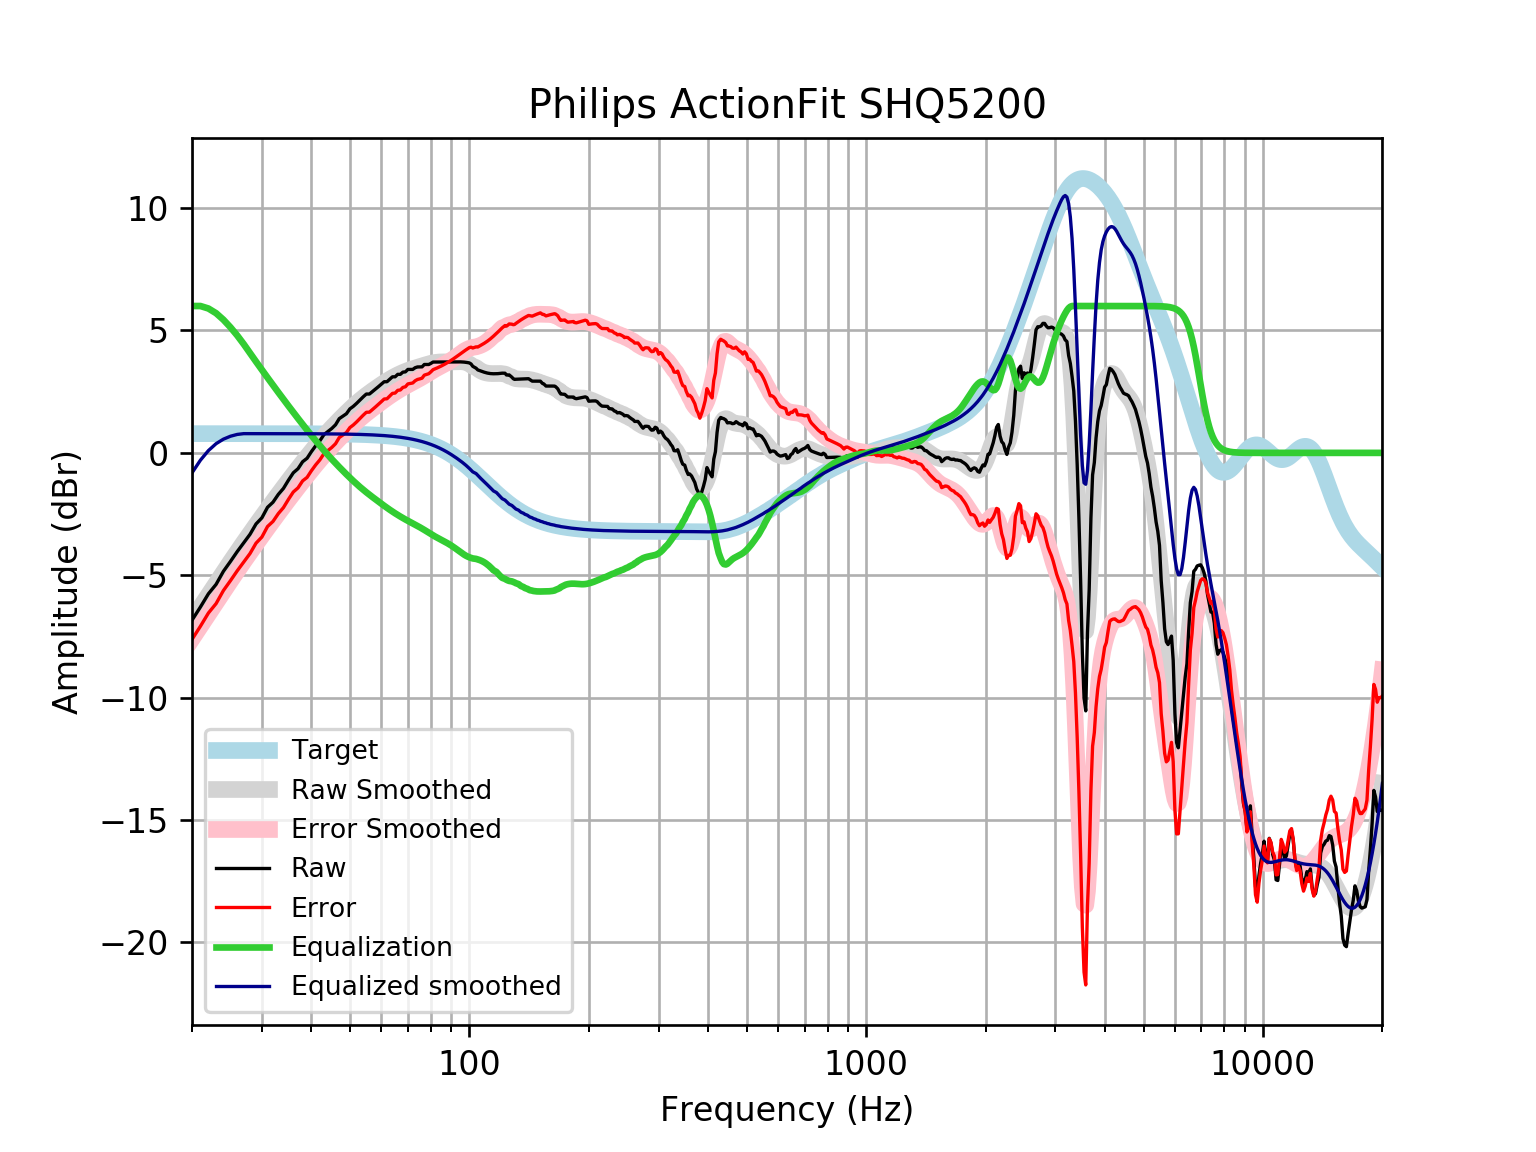 Philips ActionFit SHQ5200
Amplitude (dBr)
10
5
0
−5
−10
−15
−20
Target
Raw Smoothed
Error Smoothed
Raw
Error
Equalization
Equalized smoothed
100
1000
10000
Frequency (Hz)